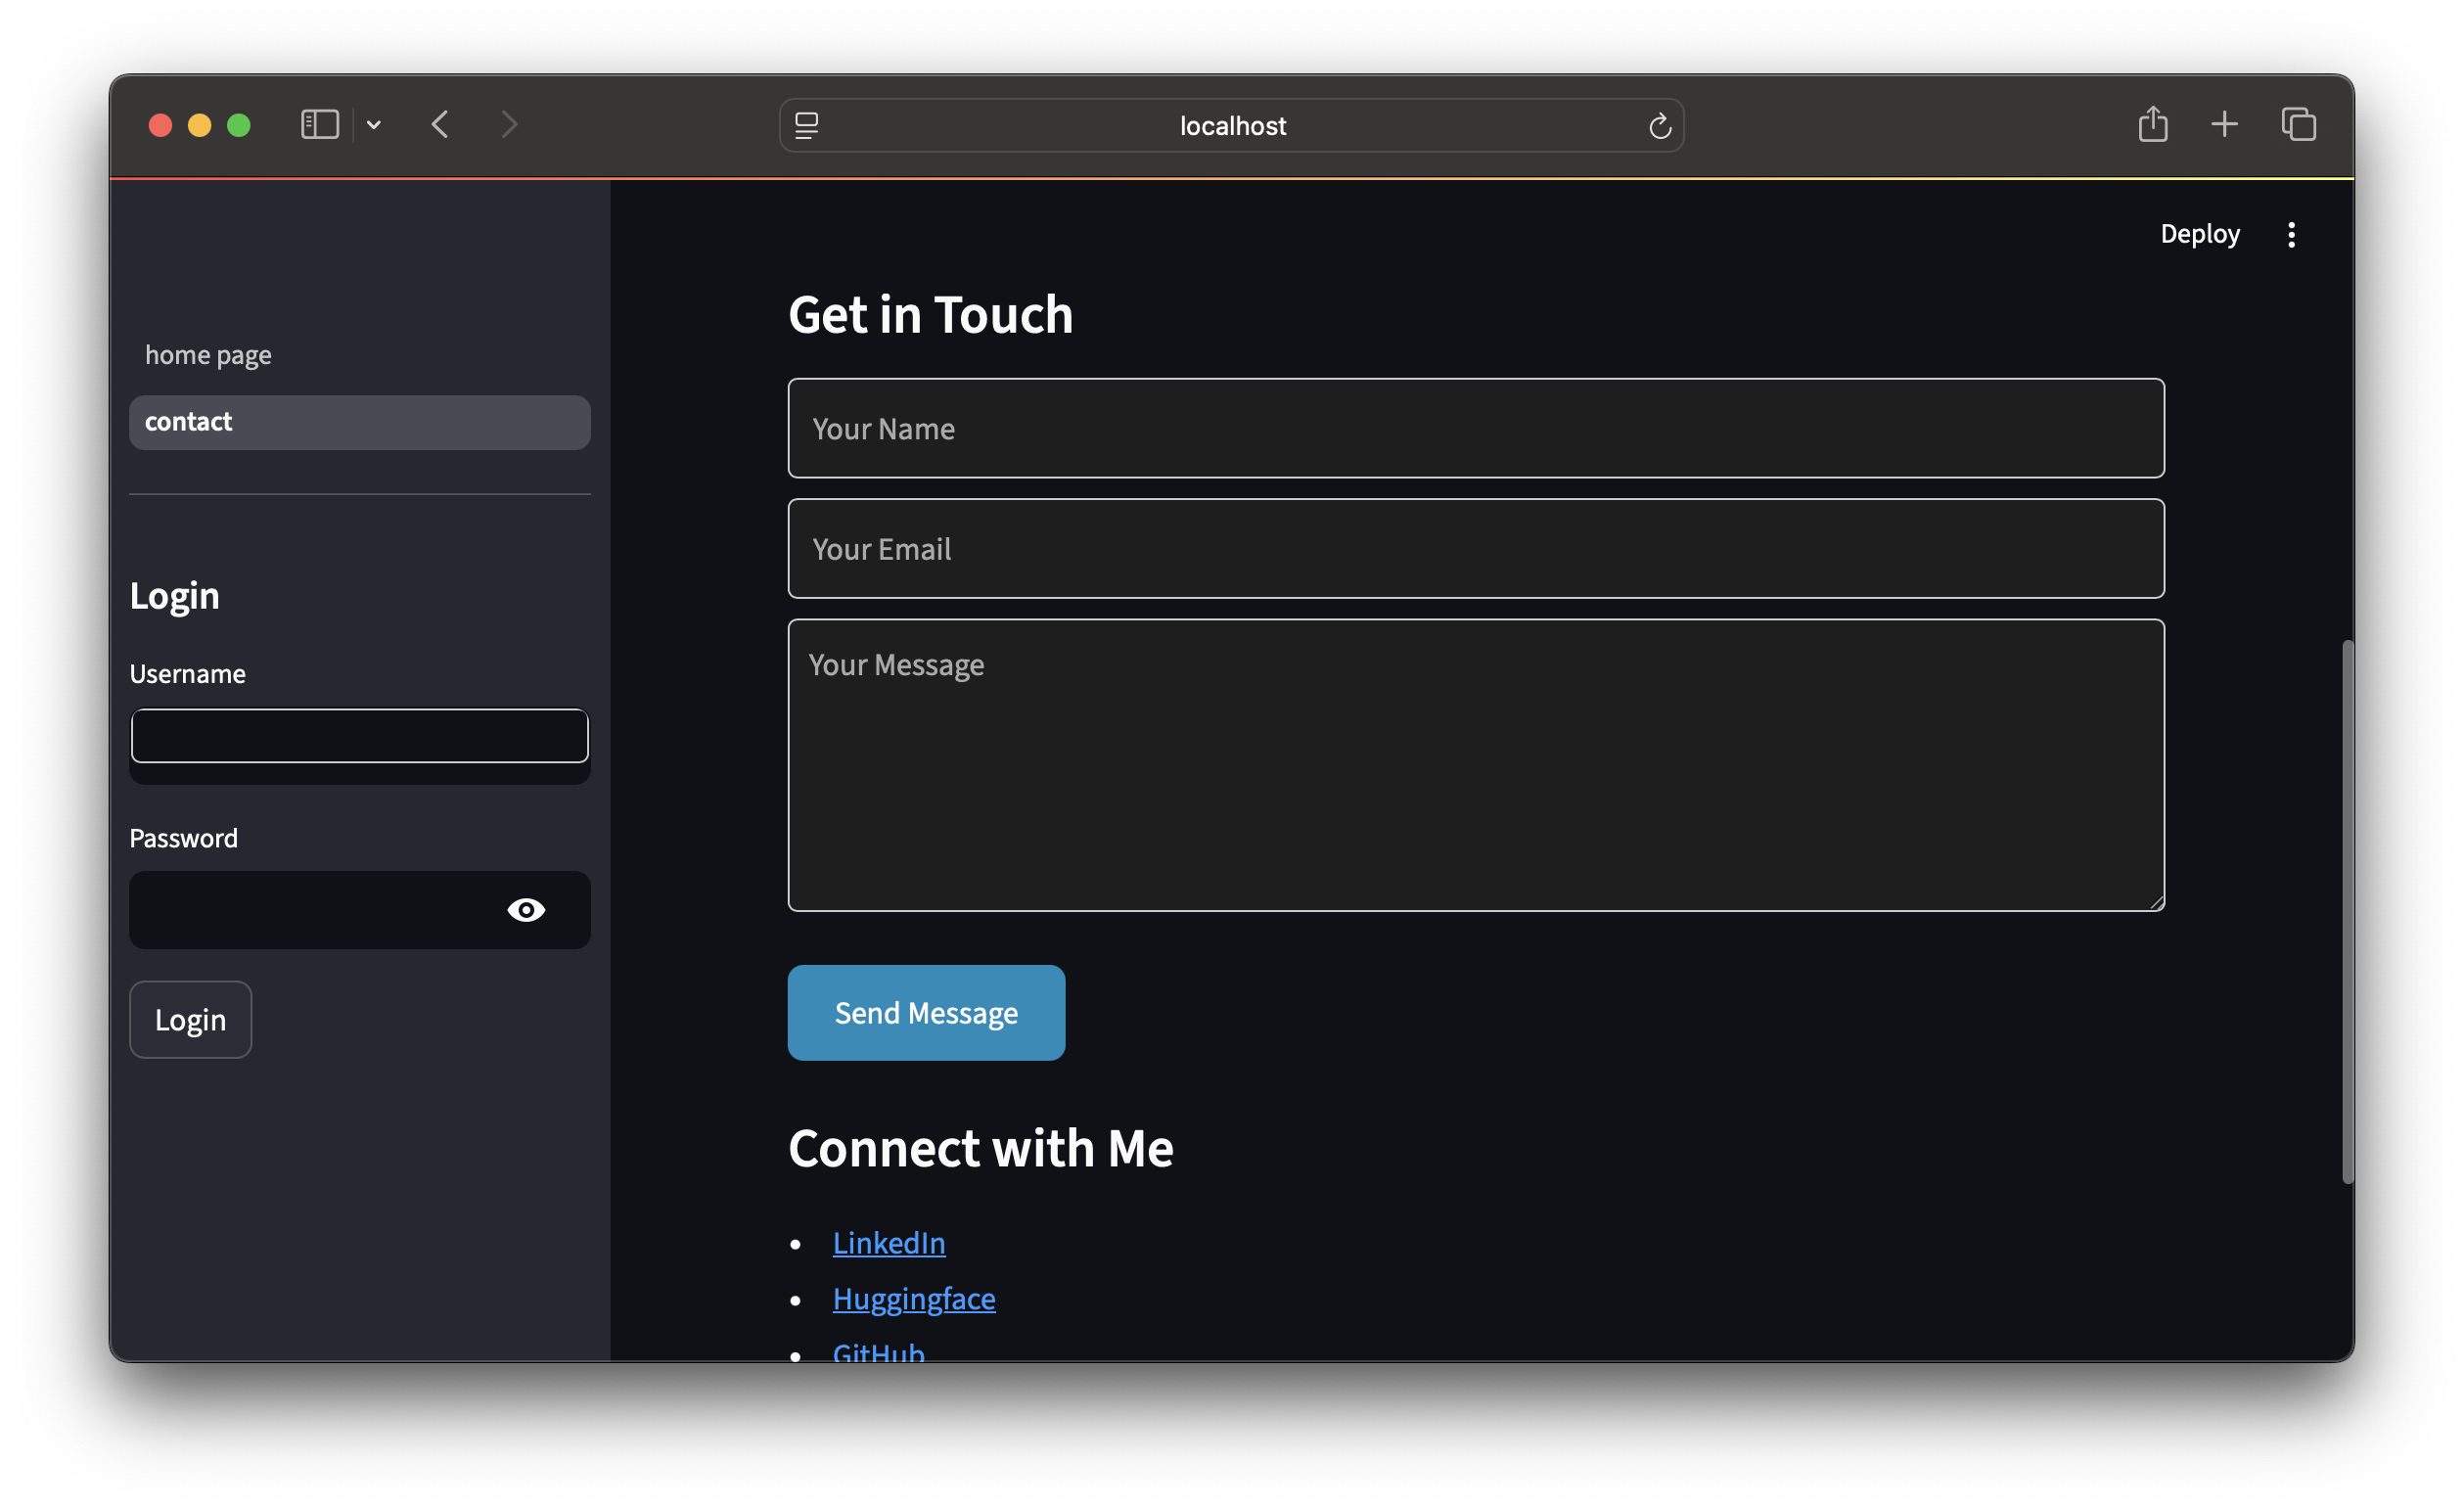 localhost
Deploy
home page
contact
Login
Username
Password
Login
Get in Touch
Your Name
Your Email
Your Message
Send Message
Connect with Me
LinkedIn
Huggingface
GitHub